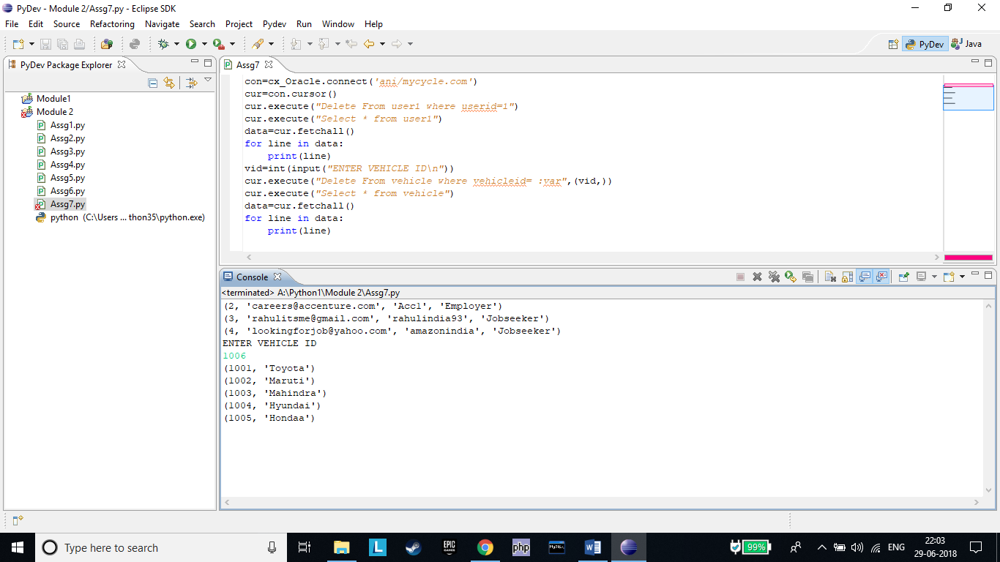 PyDev - Module 2/Assg7.py - Eclipse SDK
File Edit Source Refactoring Navigate Search Project Pydev Run Window Help
PyDev Java
PyDev Package Explorer
Module1
Module 2
Assg1.py
Assg2.py
Assg3.py
Assg4.py
Assg5.py
Assg6.py
Assg7.py
python (C:\Users ... thon35\python.exe)
Assg7
con=cx_Oracle.connect('ani/mycycle.com')
cur=con.cursor()
cur.execute("Delete From user1 where userid=1")
cur.execute("Select * from user1")
data=cur.fetchall()
for line in data:
    print(line)
vid=int(input("ENTER VEHICLE ID\n"))
cur.execute("Delete From vehicle where vehicleid= :var",(vid,))
cur.execute("Select * from vehicle")
data=cur.fetchall()
for line in data:
    print(line)
Console
<terminated> A:\Python1\Module 2\Assg7.py
(2, 'careers@accenture.com', 'Acc1', 'Employer')
(3, 'rahulitsme@gmail.com', 'rahulindia93', 'Jobseeker')
(4, 'lookingforjob@yahoo.com', 'amazonindia', 'Jobseeker')
ENTER VEHICLE ID
1006
(1001, 'Toyota')
(1002, 'Maruti')
(1003, 'Mahindra')
(1004, 'Hyundai')
(1005, 'Hondaa')
Type here to search
L
EPIC GAMES
php
MySQL
99%
ENG
22:03
29-06-2018